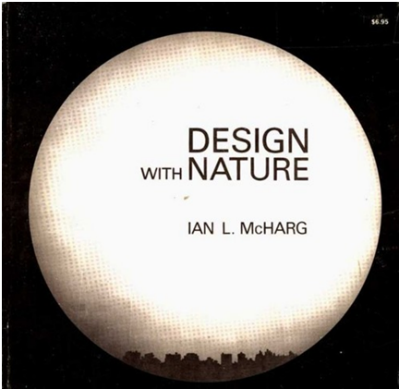 $6.95
DESIGN
WITH NATURE
IAN L. McHARG